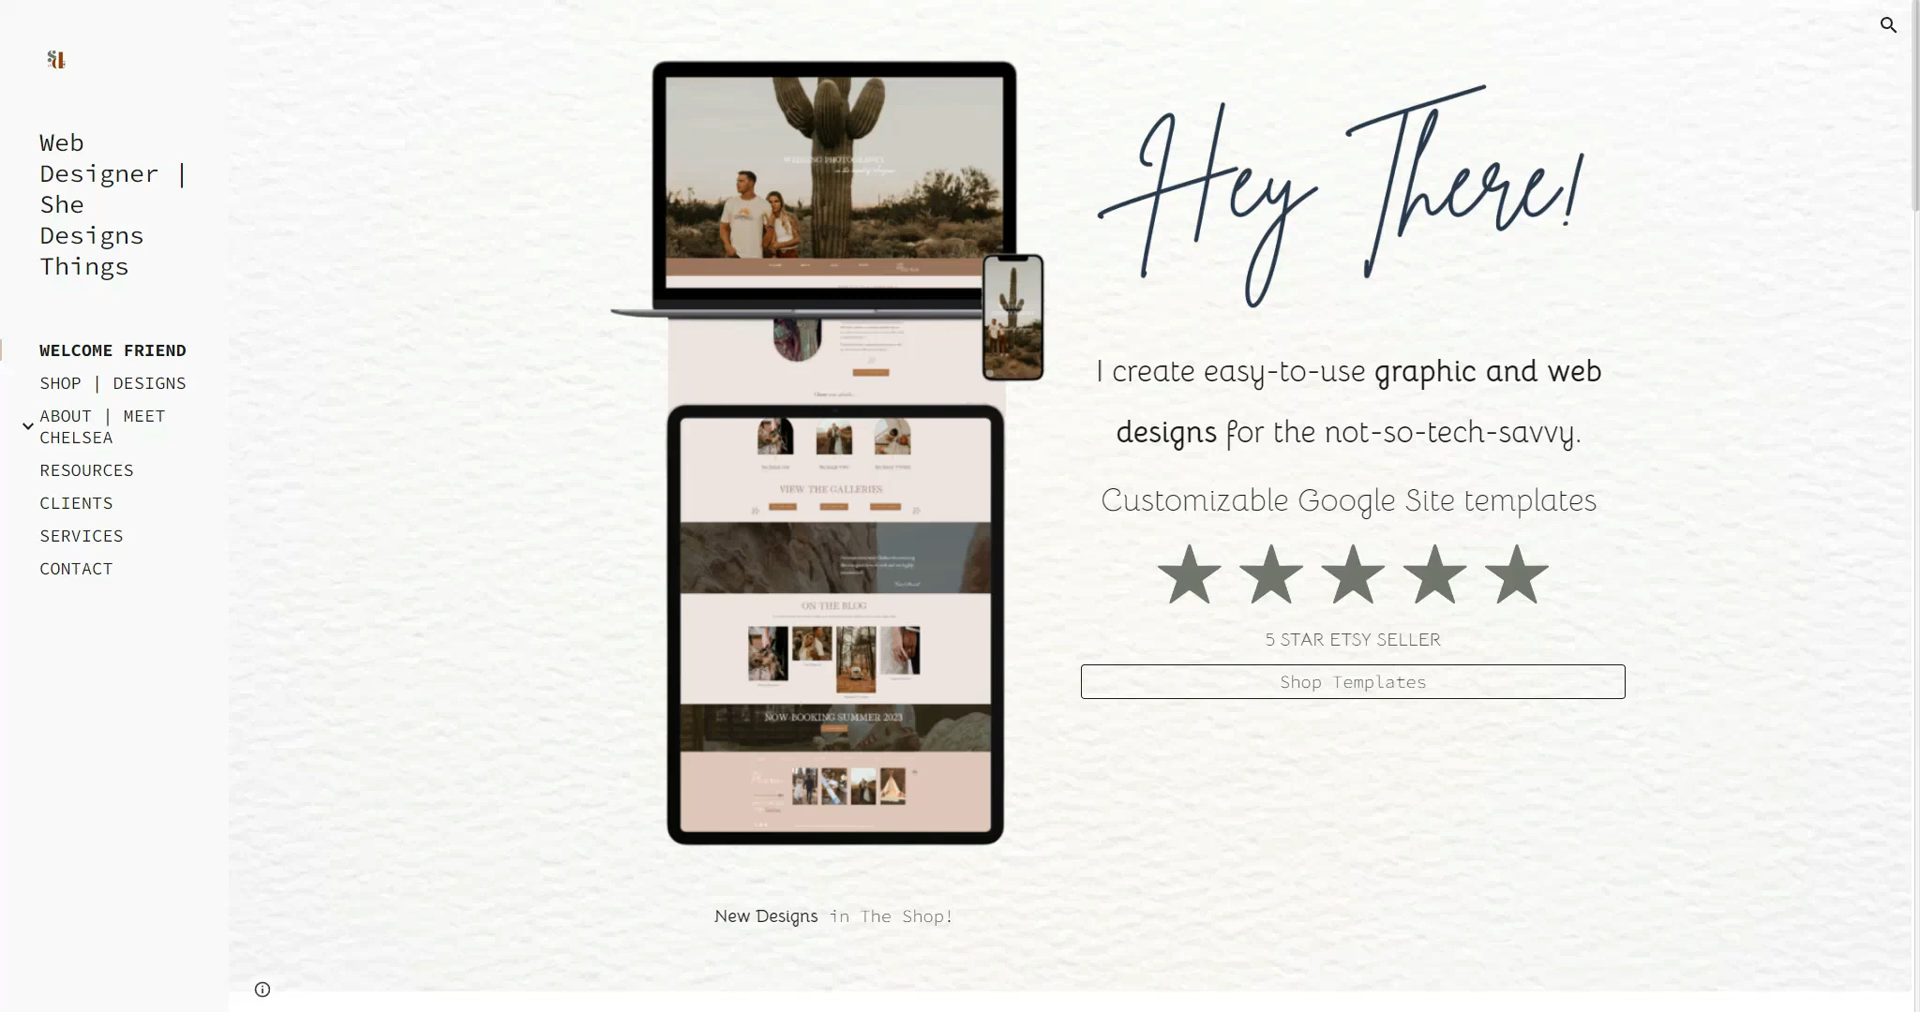 Web
Designer |
She
Designs
Things
WELCOME FRIEND
SHOP | DESIGNS
ABOUT | MEET
CHELSEA
RESOURCES
CLIENTS
SERVICES
CONTACT
WEDDING PHOTOGRAPHY
VIEW THE GALLERIES
ON THE BLOG
NOW BOOKING SUMMER 2023
New Designs in The Shop!
Hey There!
I create easy-to-use graphic and web
designs for the not-so-tech-savvy.
Customizable Google Site templates
5 STAR ETSY SELLER
Shop Templates